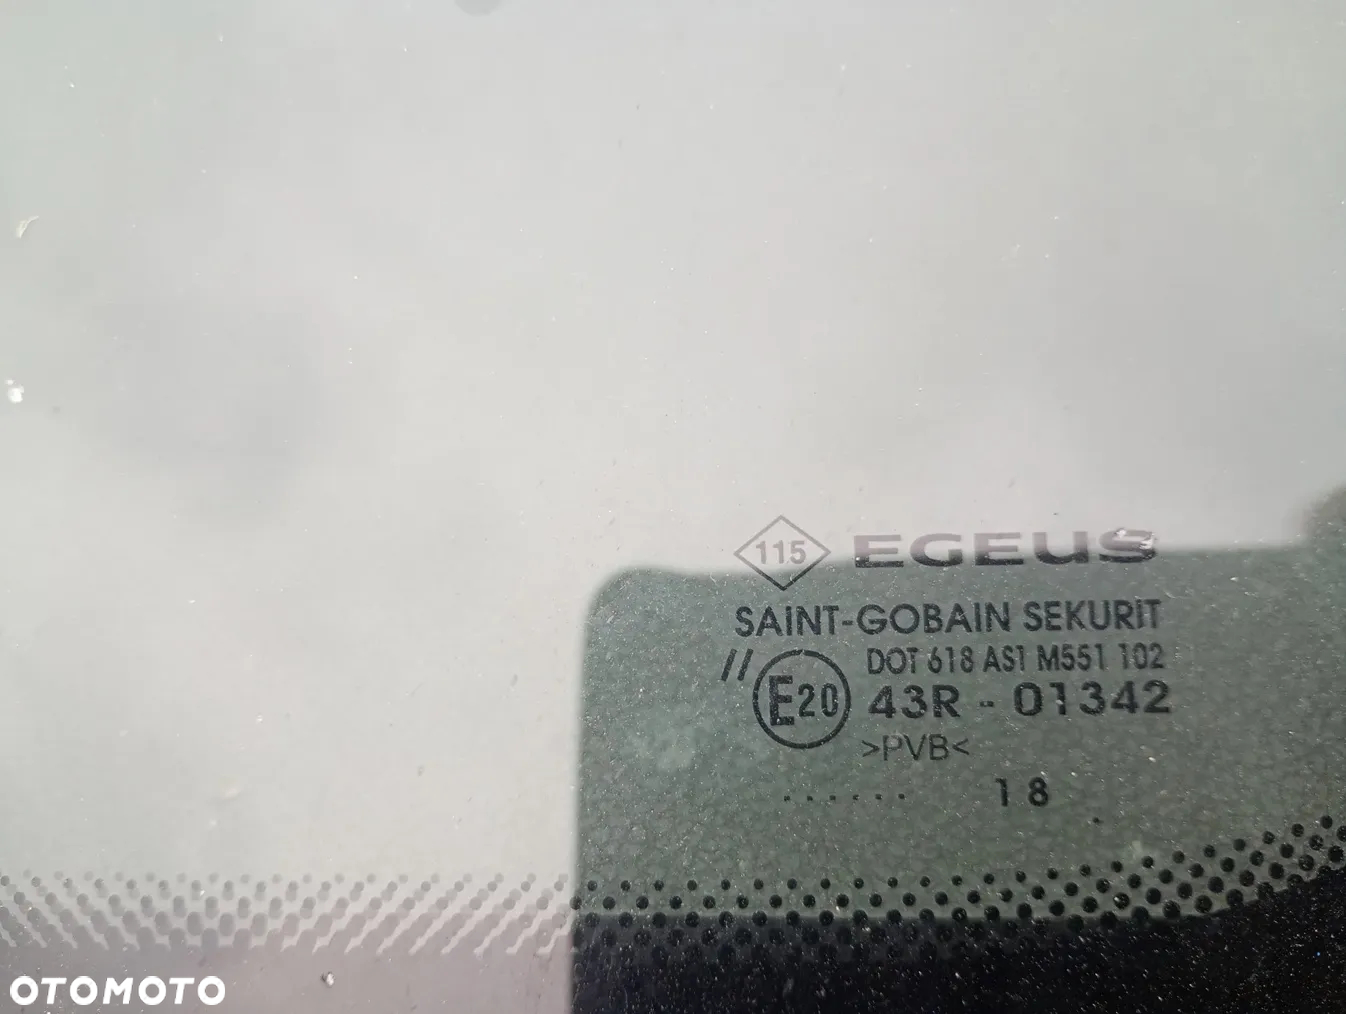 115 EGEUS
SAINT-GOBAIN SEKURIT
// DOT 618 AS1 M551 102
E20 43R - 01342
>PVB<
...... 18
OTOMOTO